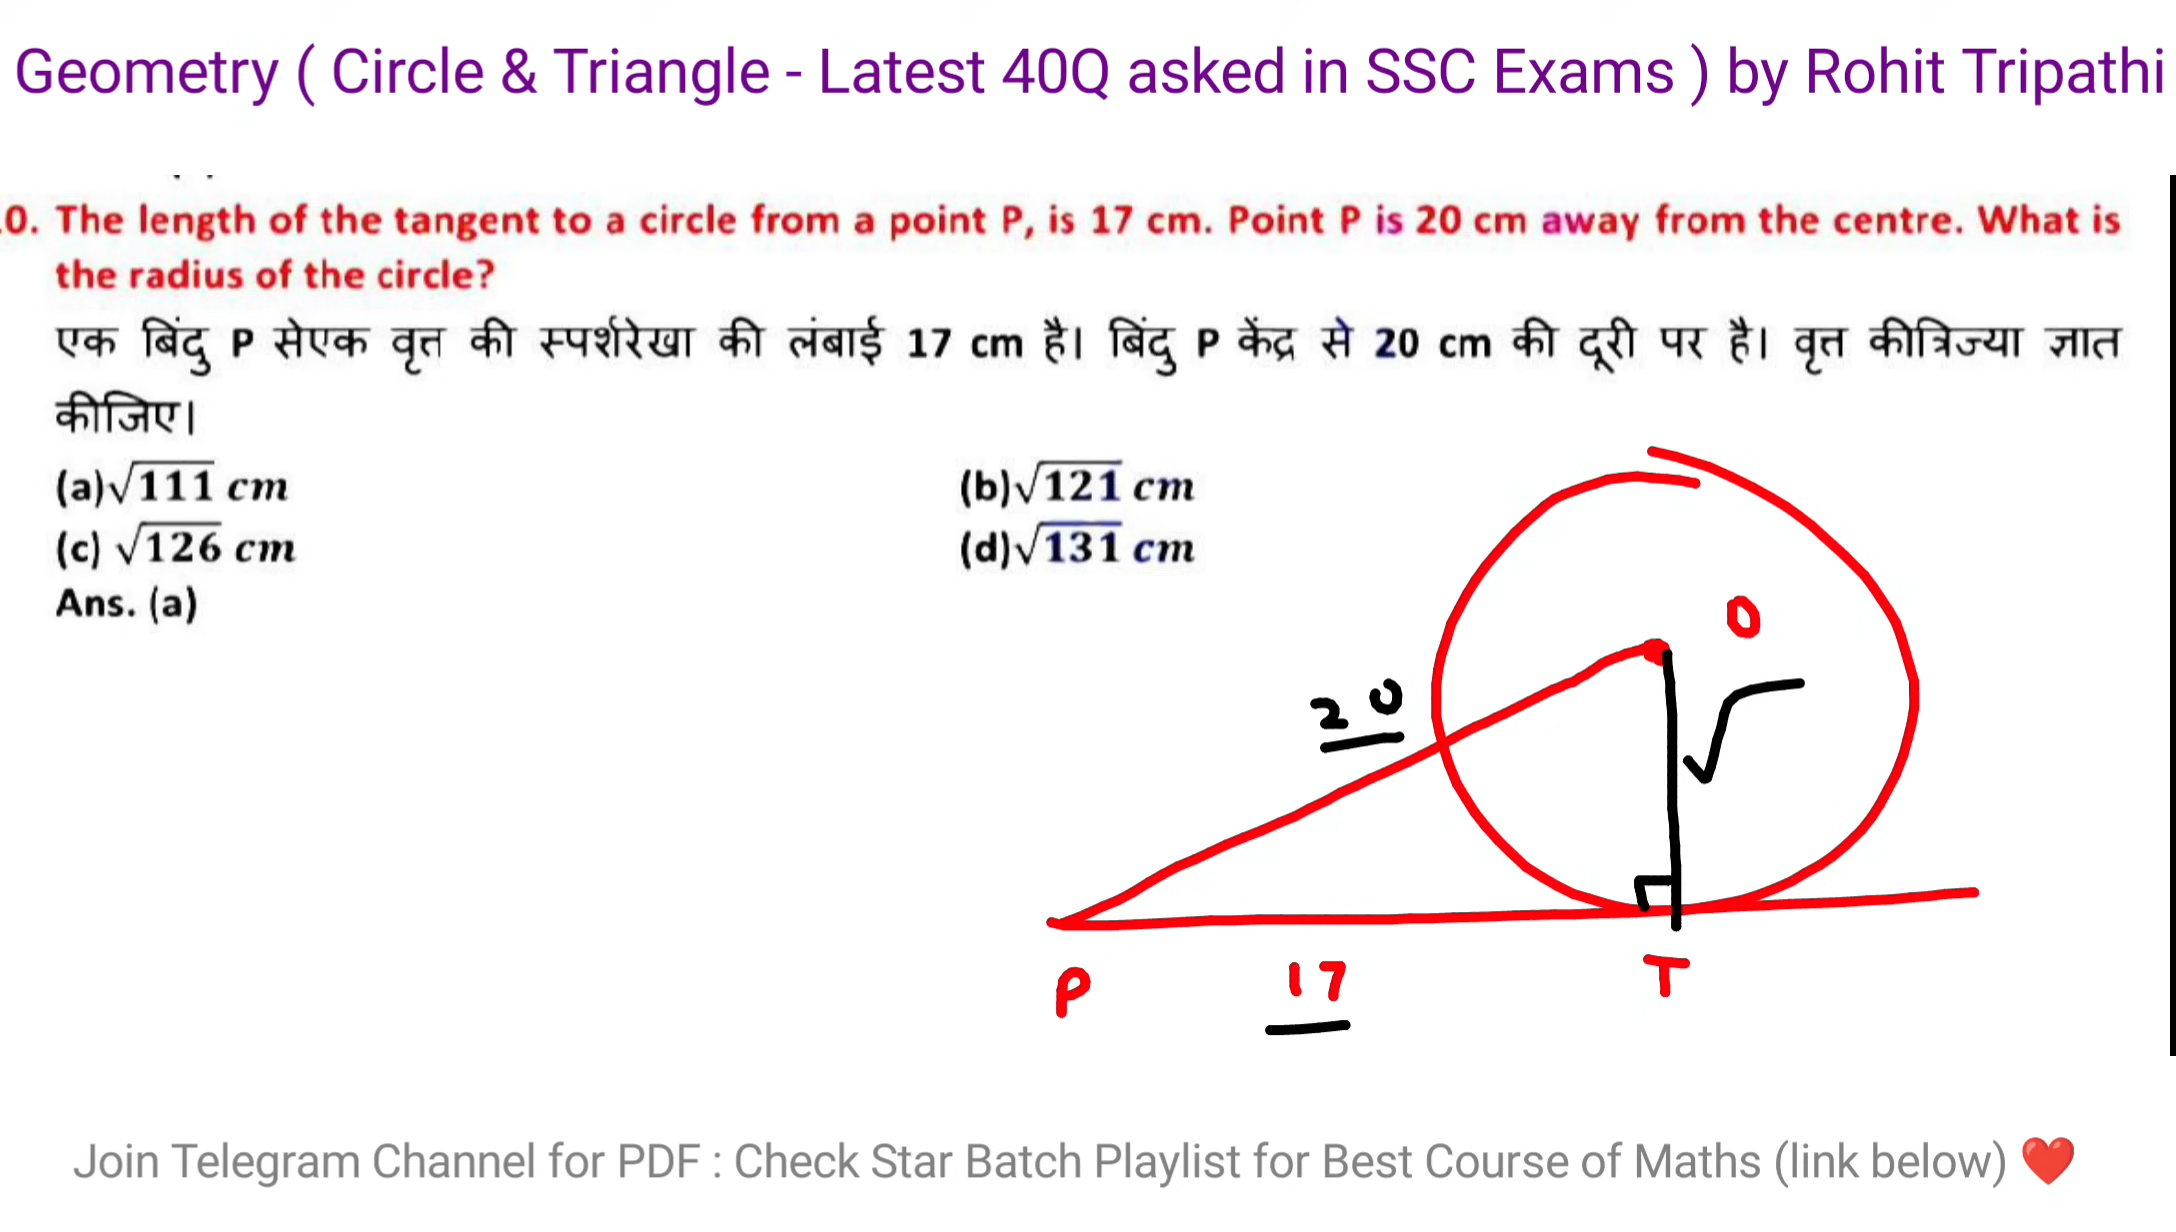 Geometry ( Circle & Triangle - Latest 40Q asked in SSC Exams ) by Rohit Tripathi
0. The length of the tangent to a circle from a point P, is 17 cm. Point P is 20 cm away from the centre. What is
the radius of the circle?
एक बिंदु P सेएक वृत्त की स्पर्शरेखा की लंबाई 17 cm है। बिंदु P केंद्र से 20 cm की दूरी पर है। वृत्त कीत्रिज्या ज्ञात
कीजिए।
(a)√111 cm (b)√121 cm
(c) √126 cm (d)√131 cm
Ans. (a)
O
20
√
P 17 T
Join Telegram Channel for PDF : Check Star Batch Playlist for Best Course of Maths (link below) ❤️